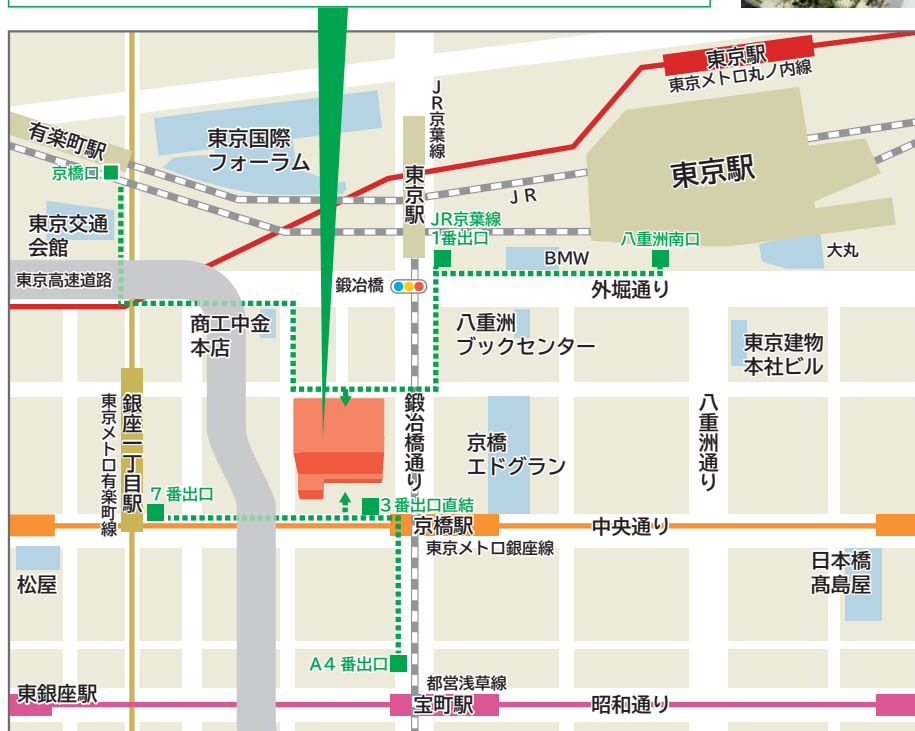 東京駅
東京メトロ丸ノ内線
JR京葉線
有楽町駅
東京国際
フォーラム
京橋口
東京駅
東京駅
JR
東京交通
会館
JR京葉線
1番出口
八重洲南口
BMW
大丸
東京高速道路
鍛冶橋
外堀通り
商工中金
本店
八重洲
ブックセンター
東京建物
本社ビル
東京メトロ有楽町線
銀座一丁目駅
鍛冶橋通り
八重洲通り
京橋
エドグラン
7番出口
3番出口直結
京橋駅
中央通り
東京メトロ銀座線
松屋
日本橋
髙島屋
A4番出口
都営浅草線
東銀座駅
宝町駅
昭和通り